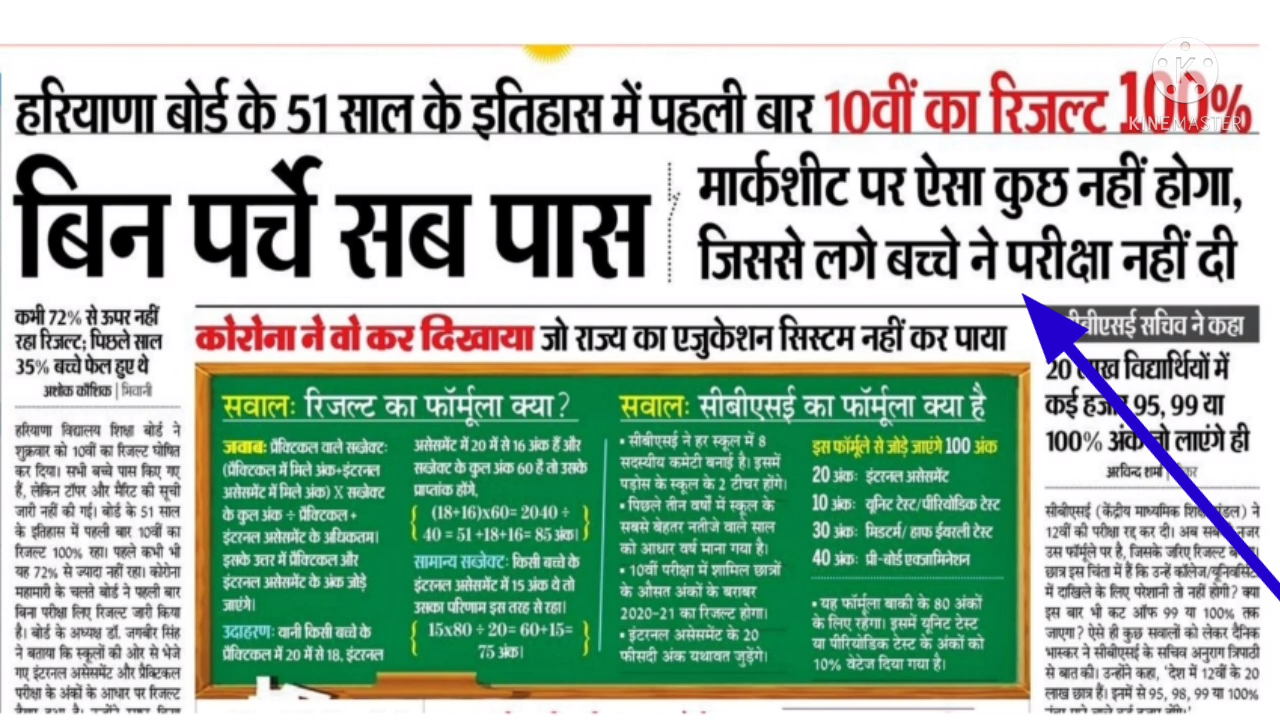 हरियाणा बोर्ड के 51 साल के इतिहास में पहली बार 10वीं का रिजल्ट 100%
KINEMASTER
बिन पर्चे सब पास
मार्कशीट पर ऐसा कुछ नहीं होगा,
जिससे लगे बच्चे ने परीक्षा नहीं दी
कभी 72% से ऊपर नहीं
रहा रिजल्ट; पिछले साल
35% बच्चे फेल हुए थे
अशोक कौशिक | भिवानी
हरियाणा विद्यालय शिक्षा बोर्ड ने
शुक्रवार को 10वीं का रिजल्ट घोषित
कर दिया। सभी बच्चे पास किए गए
हैं, लेकिन टॉपर और मैरिट की सूची
जारी नहीं की गई। बोर्ड के 51 साल
के इतिहास में पहली बार 10वीं का
रिजल्ट 100% रहा। पहले कभी भी
यह 72% से ज्यादा नहीं रहा। कोरोना
महामारी के चलते बोर्ड ने पहली बार
बिना परीक्षा लिए रिजल्ट जारी किया
है। बोर्ड के अध्यक्ष डॉ. जगबीर सिंह
ने बताया कि स्कूलों की ओर से भेजे
गए इंटरनल असेसमेंट और प्रैक्टिकल
परीक्षा के अंकों के आधार पर रिजल्ट
कोरोना ने वो कर दिखाया जो राज्य का एजुकेशन सिस्टम नहीं कर पाया
सवाल: रिजल्ट का फॉर्मूला क्या?
जवाब: प्रैक्टिकल वाले सब्जेक्ट:
(प्रैक्टिकल में मिले अंक+इंटरनल
असेसमेंट में मिले अंक) X सब्जेक्ट
के कुल अंक ÷ प्रैक्टिकल +
इंटरनल असेसमेंट के अधिकतम।
इसके उत्तर में प्रैक्टिकल और
इंटरनल असेसमेंट के अंक जोड़े
जाएंगे।
उदाहरण: यानी किसी बच्चे के
प्रैक्टिकल में 20 में से 18, इंटरनल
असेसमेंट में 20 में से 16 अंक हैं और
सब्जेक्ट के कुल अंक 60 है तो उसके
प्राप्तांक होंगे,
(18+16)x60= 2040 ÷
40 = 51 +18+16= 85 अंक।
सामान्य सब्जेक्ट: किसी बच्चे के
इंटरनल असेसमेंट में 15 अंक थे तो
उसका परिणाम इस तरह से रहा।
15x80 ÷ 20= 60+15=
75 अंक।
सवाल: सीबीएसई का फॉर्मूला क्या है
• सीबीएसई ने हर स्कूल में 8
सदस्यीय कमेटी बनाई है। इसमें
पड़ोस के स्कूल के 2 टीचर होंगे।
• पिछले तीन वर्षों में स्कूल के
सबसे बेहतर नतीजे वाले साल
को आधार वर्ष माना गया है।
• 10वीं परीक्षा में शामिल छात्रों
के औसत अंकों के बराबर
2020-21 का रिजल्ट होगा।
• इंटरनल असेसमेंट के 20
फीसदी अंक यथावत जुड़ेंगे।
इस फॉर्मूले से जोड़े जाएंगे 100 अंक
20 अंक: इंटरनल असेसमेंट
10 अंक: यूनिट टेस्ट/पीरियोडिक टेस्ट
30 अंक: मिडटर्म/ हाफ ईयरली टेस्ट
40 अंक: प्री-बोर्ड एक्जामिनेशन
• यह फॉर्मूला बाकी के 80 अंकों
के लिए रहेगा। इसमें यूनिट टेस्ट
या पीरियोडिक टेस्ट के अंकों को
10% वेटेज दिया गया है।
सचिव ने कहा
20 लाख विद्यार्थियों में
कई हजार 95, 99 या
100% अंक तो लाएंगे ही
अरविन्द शर्मा |
सीबीएसई (केंद्रीय माध्यमिक शिक्षा मंडल) ने
12वीं की परीक्षा रद्द कर दी। अब सबकी नजर
उस फॉर्मूले पर है, जिसके जरिए रिजल्ट
छात्र इस चिंता में हैं कि उन्हें कॉलेज/यूनिवर्सिटी
में दाखिले के लिए परेशानी तो नहीं होगी? क्या
इस बार भी कट ऑफ 99 या 100% तक
जाएगा? ऐसे ही कुछ सवालों को लेकर दैनिक
भास्कर ने सीबीएसई के सचिव अनुराग त्रिपाठी
से बात की। उन्होंने कहा, 'देश में 12वीं के 20
लाख छात्र हैं। इनमें से 95, 98, 99 या 100%